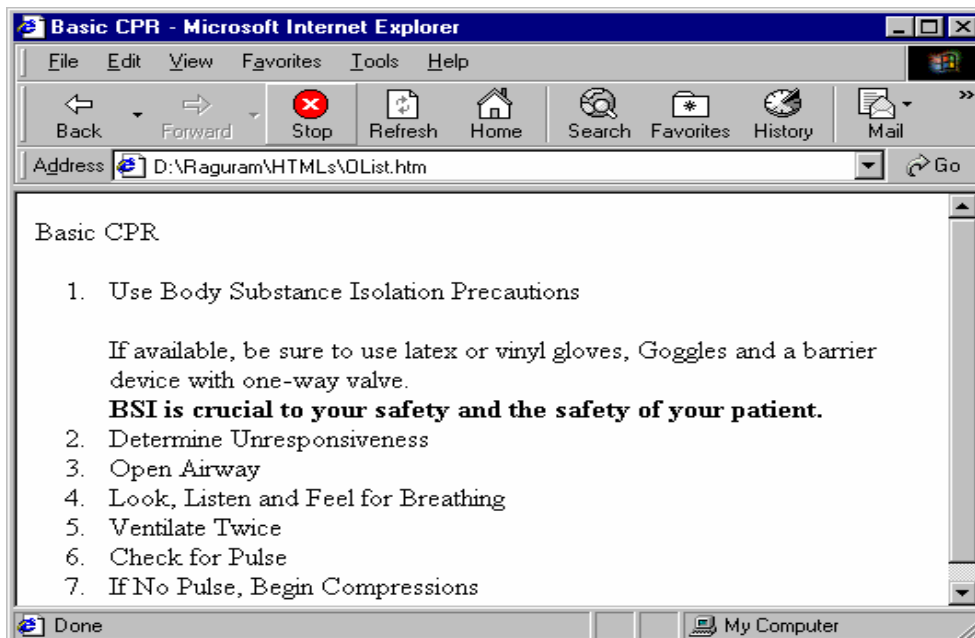 Basic CPR - Microsoft Internet Explorer
File Edit View Favorites Tools Help
Back Forward Stop Refresh Home Search Favorites History Mail »
Address D:\Raguram\HTMLs\OList.htm Go
Basic CPR
1. Use Body Substance Isolation Precautions
If available, be sure to use latex or vinyl gloves, Goggles and a barrier
device with one-way valve.
BSI is crucial to your safety and the safety of your patient.
2. Determine Unresponsiveness
3. Open Airway
4. Look, Listen and Feel for Breathing
5. Ventilate Twice
6. Check for Pulse
7. If No Pulse, Begin Compressions
Done My Computer